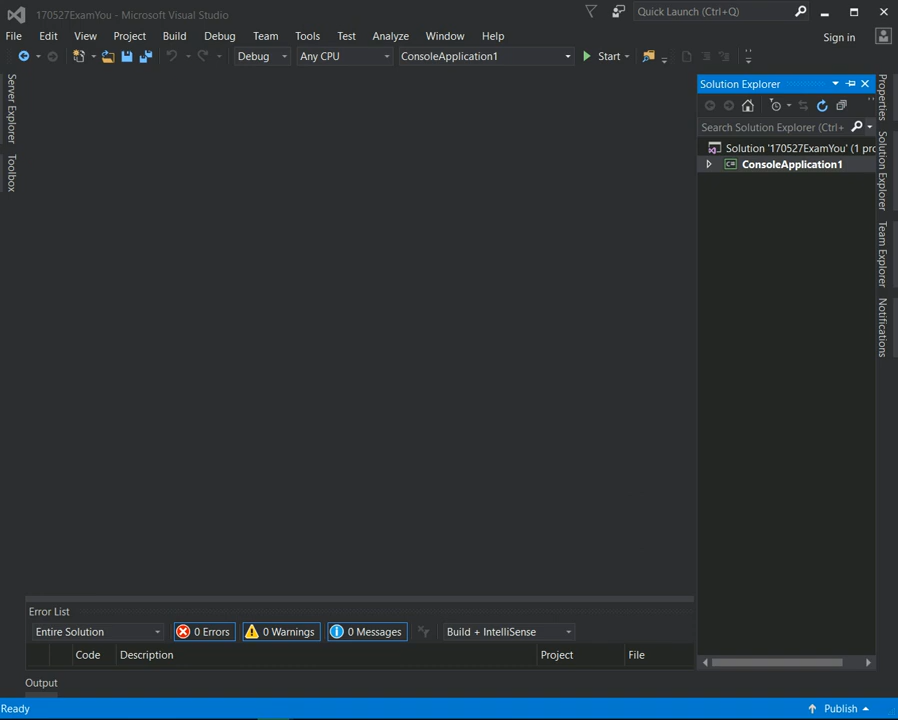 170527ExamYou - Microsoft Visual Studio
Quick Launch (Ctrl+Q)
File Edit View Project Build Debug Team Tools Test Analyze Window Help
Sign in
Debug Any CPU ConsoleApplication1 Start
Server Explorer
Toolbox
Solution Explorer
Search Solution Explorer (Ctrl+
Solution '170527ExamYou' (1 pro
ConsoleApplication1
Properties
Solution Explorer
Team Explorer
Notifications
Error List
Entire Solution 0 Errors 0 Warnings 0 Messages Build + IntelliSense
Code Description Project File
Output
Ready
Publish